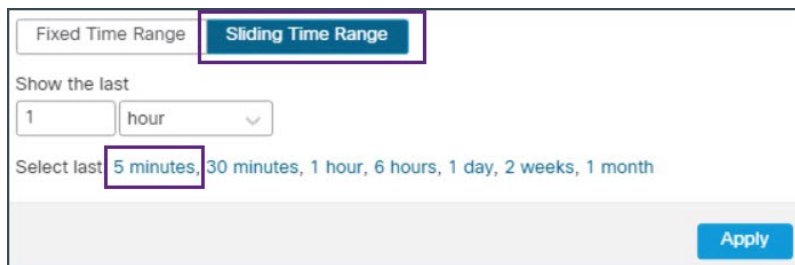 Fixed Time Range Sliding Time Range
Show the last
1 hour
Select last 5 minutes, 30 minutes, 1 hour, 6 hours, 1 day, 2 weeks, 1 month
Apply